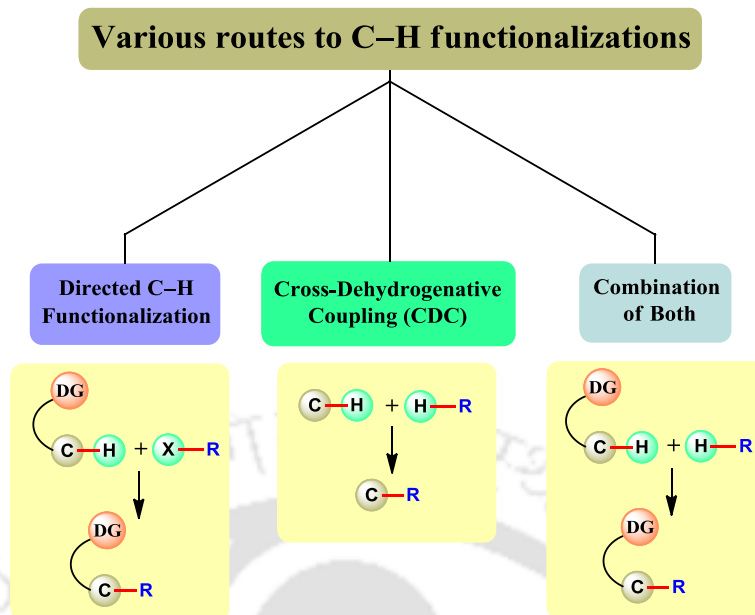 Various routes to C–H functionalizations
Directed C–H
Functionalization
Cross-Dehydrogenative
Coupling (CDC)
Combination
of Both
DG
C–H + X–R
DG
C–R
C–H + H–R
C–R
DG
C–H + H–R
DG
C–R